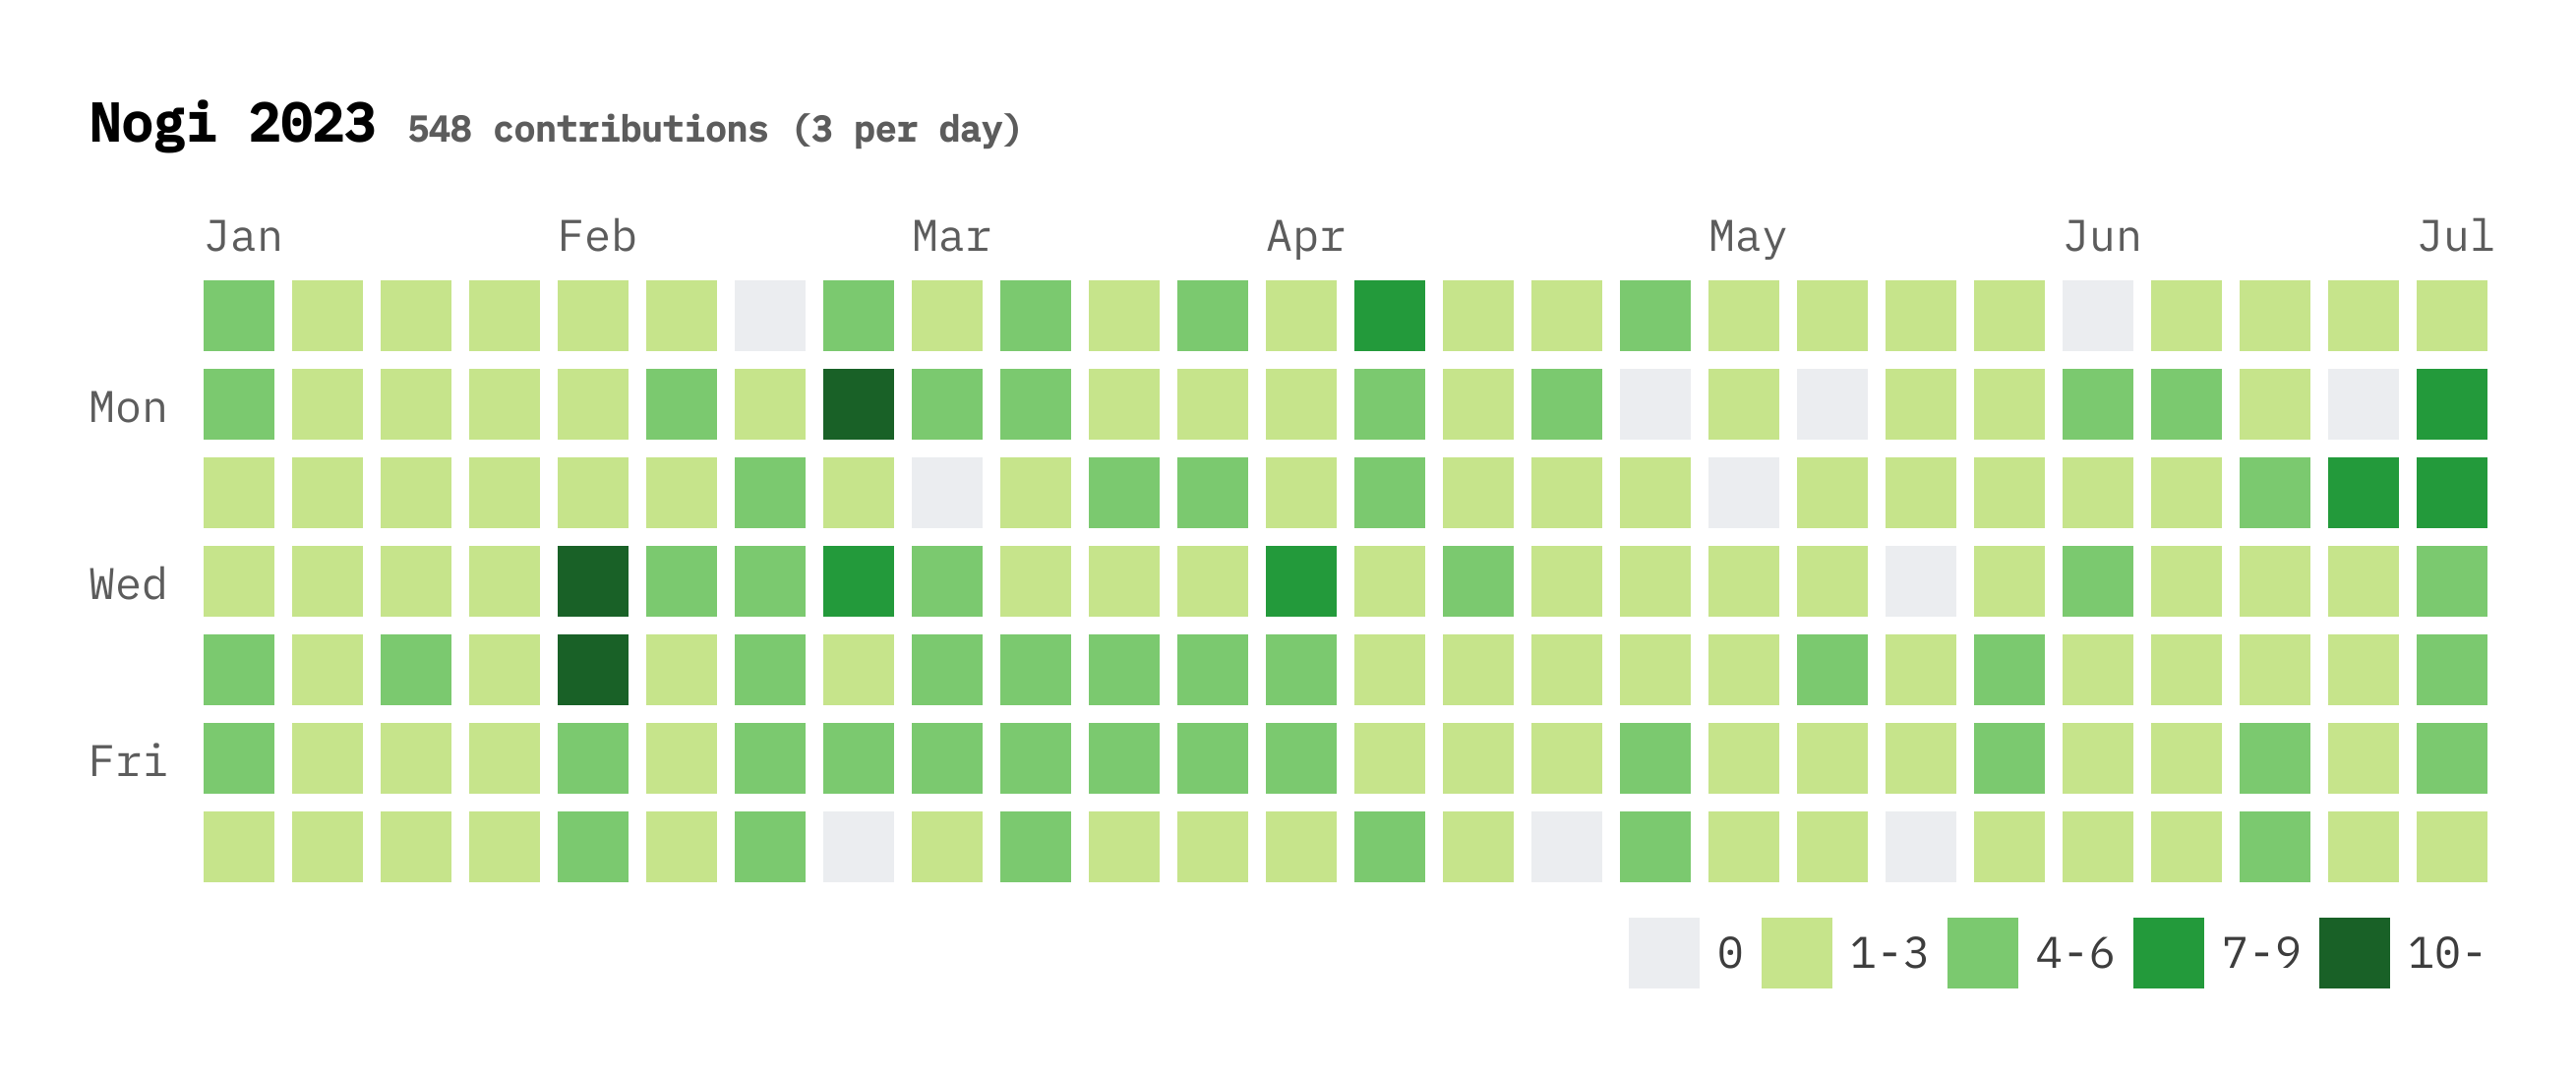 Nogi 2023 548 contributions (3 per day)
Jan Feb Mar Apr May Jun Jul
Mon
Wed
Fri
0 1-3 4-6 7-9 10-